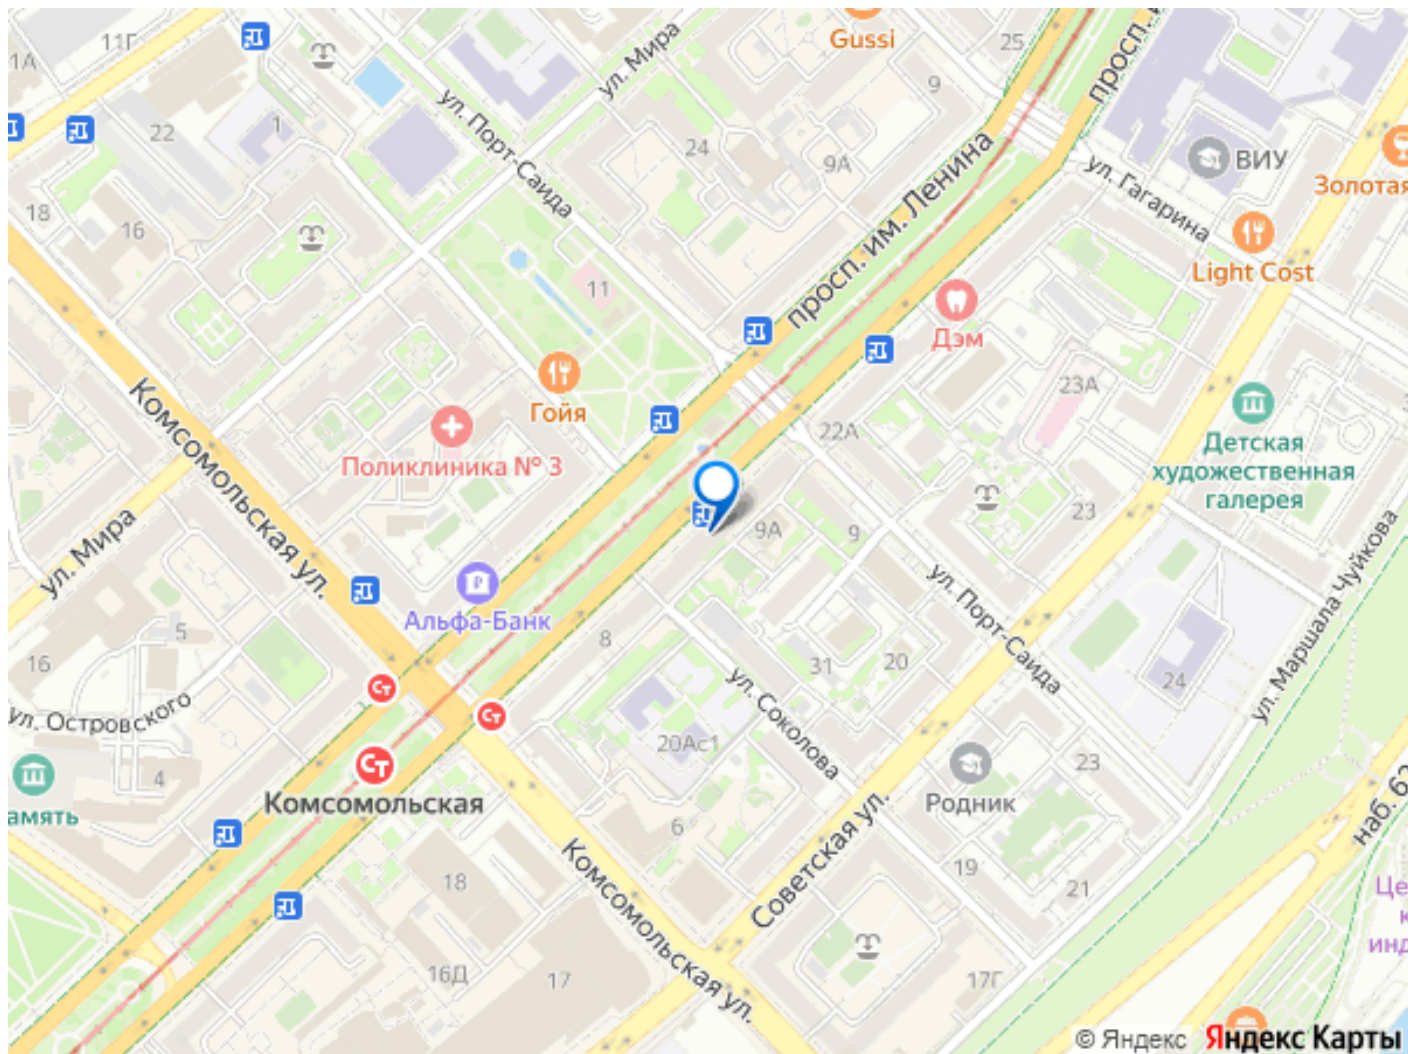 11Г
1А
22
1
18
16
ул. Мира
Gussi
25
9
просп.
ул. Порт-Саида
24
9А
просп. им. Ленина
ул. Гагарина
ВИУ
Золотая
Light Cost
11
Дэм
23А
Гойя
22А
Детская
художественная
галерея
Комсомольская ул.
Поликлиника № 3
ул. Мира
9А
9
23
Альфа-Банк
8
31
20
ул. Порт-Саида
24
ул. Маршала Чуйкова
5
16
ул. Островского
4
амять
ул. Соколова
20Ас1
Комсомольская
6
Родник
23
19
21
наб. 62
Советская ул.
18
16Д
17
Комсомольская ул.
17Г
Це
к
инд
© Яндекс Яндекс Карты